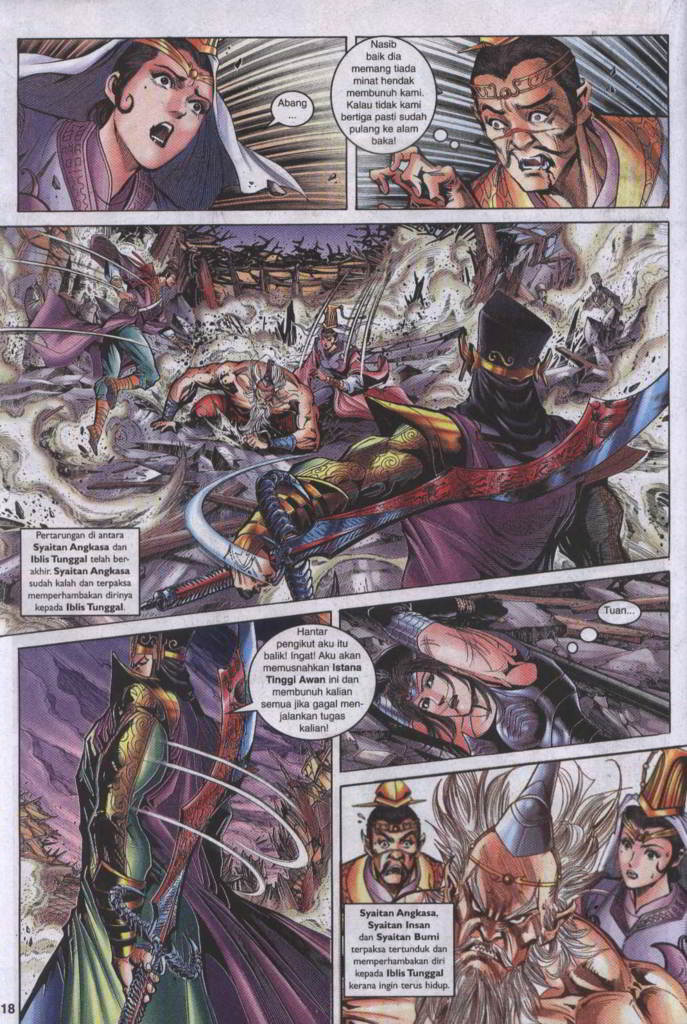 Abang
...
Nasib
baik dia
memang tiada
minat hendak
membunuh kami.
Kalau tidak kami
bertiga pasti sudah
pulang ke alam
baka!
Pertarungan di antara
Syaitan Angkasa dan
Iblis Tunggal telah ber-
akhir. Syaitan Angkasa
sudah kalah dan terpaksa
memperhambakan dirinya
kepada Iblis Tunggal.
Hantar
pengikut aku itu
balik! Ingat! Aku akan
memusnahkan Istana
Tinggi Awan ini dan
membunuh kalian
semua jika gagal men-
jalankan tugas
kalian!
Tuan...
Syaitan Angkasa,
Syaitan Insan
dan Syaitan Bumi
terpaksa tertunduk dan
memperhambakan diri
kepada Iblis Tunggal
kerana ingin terus hidup.
18